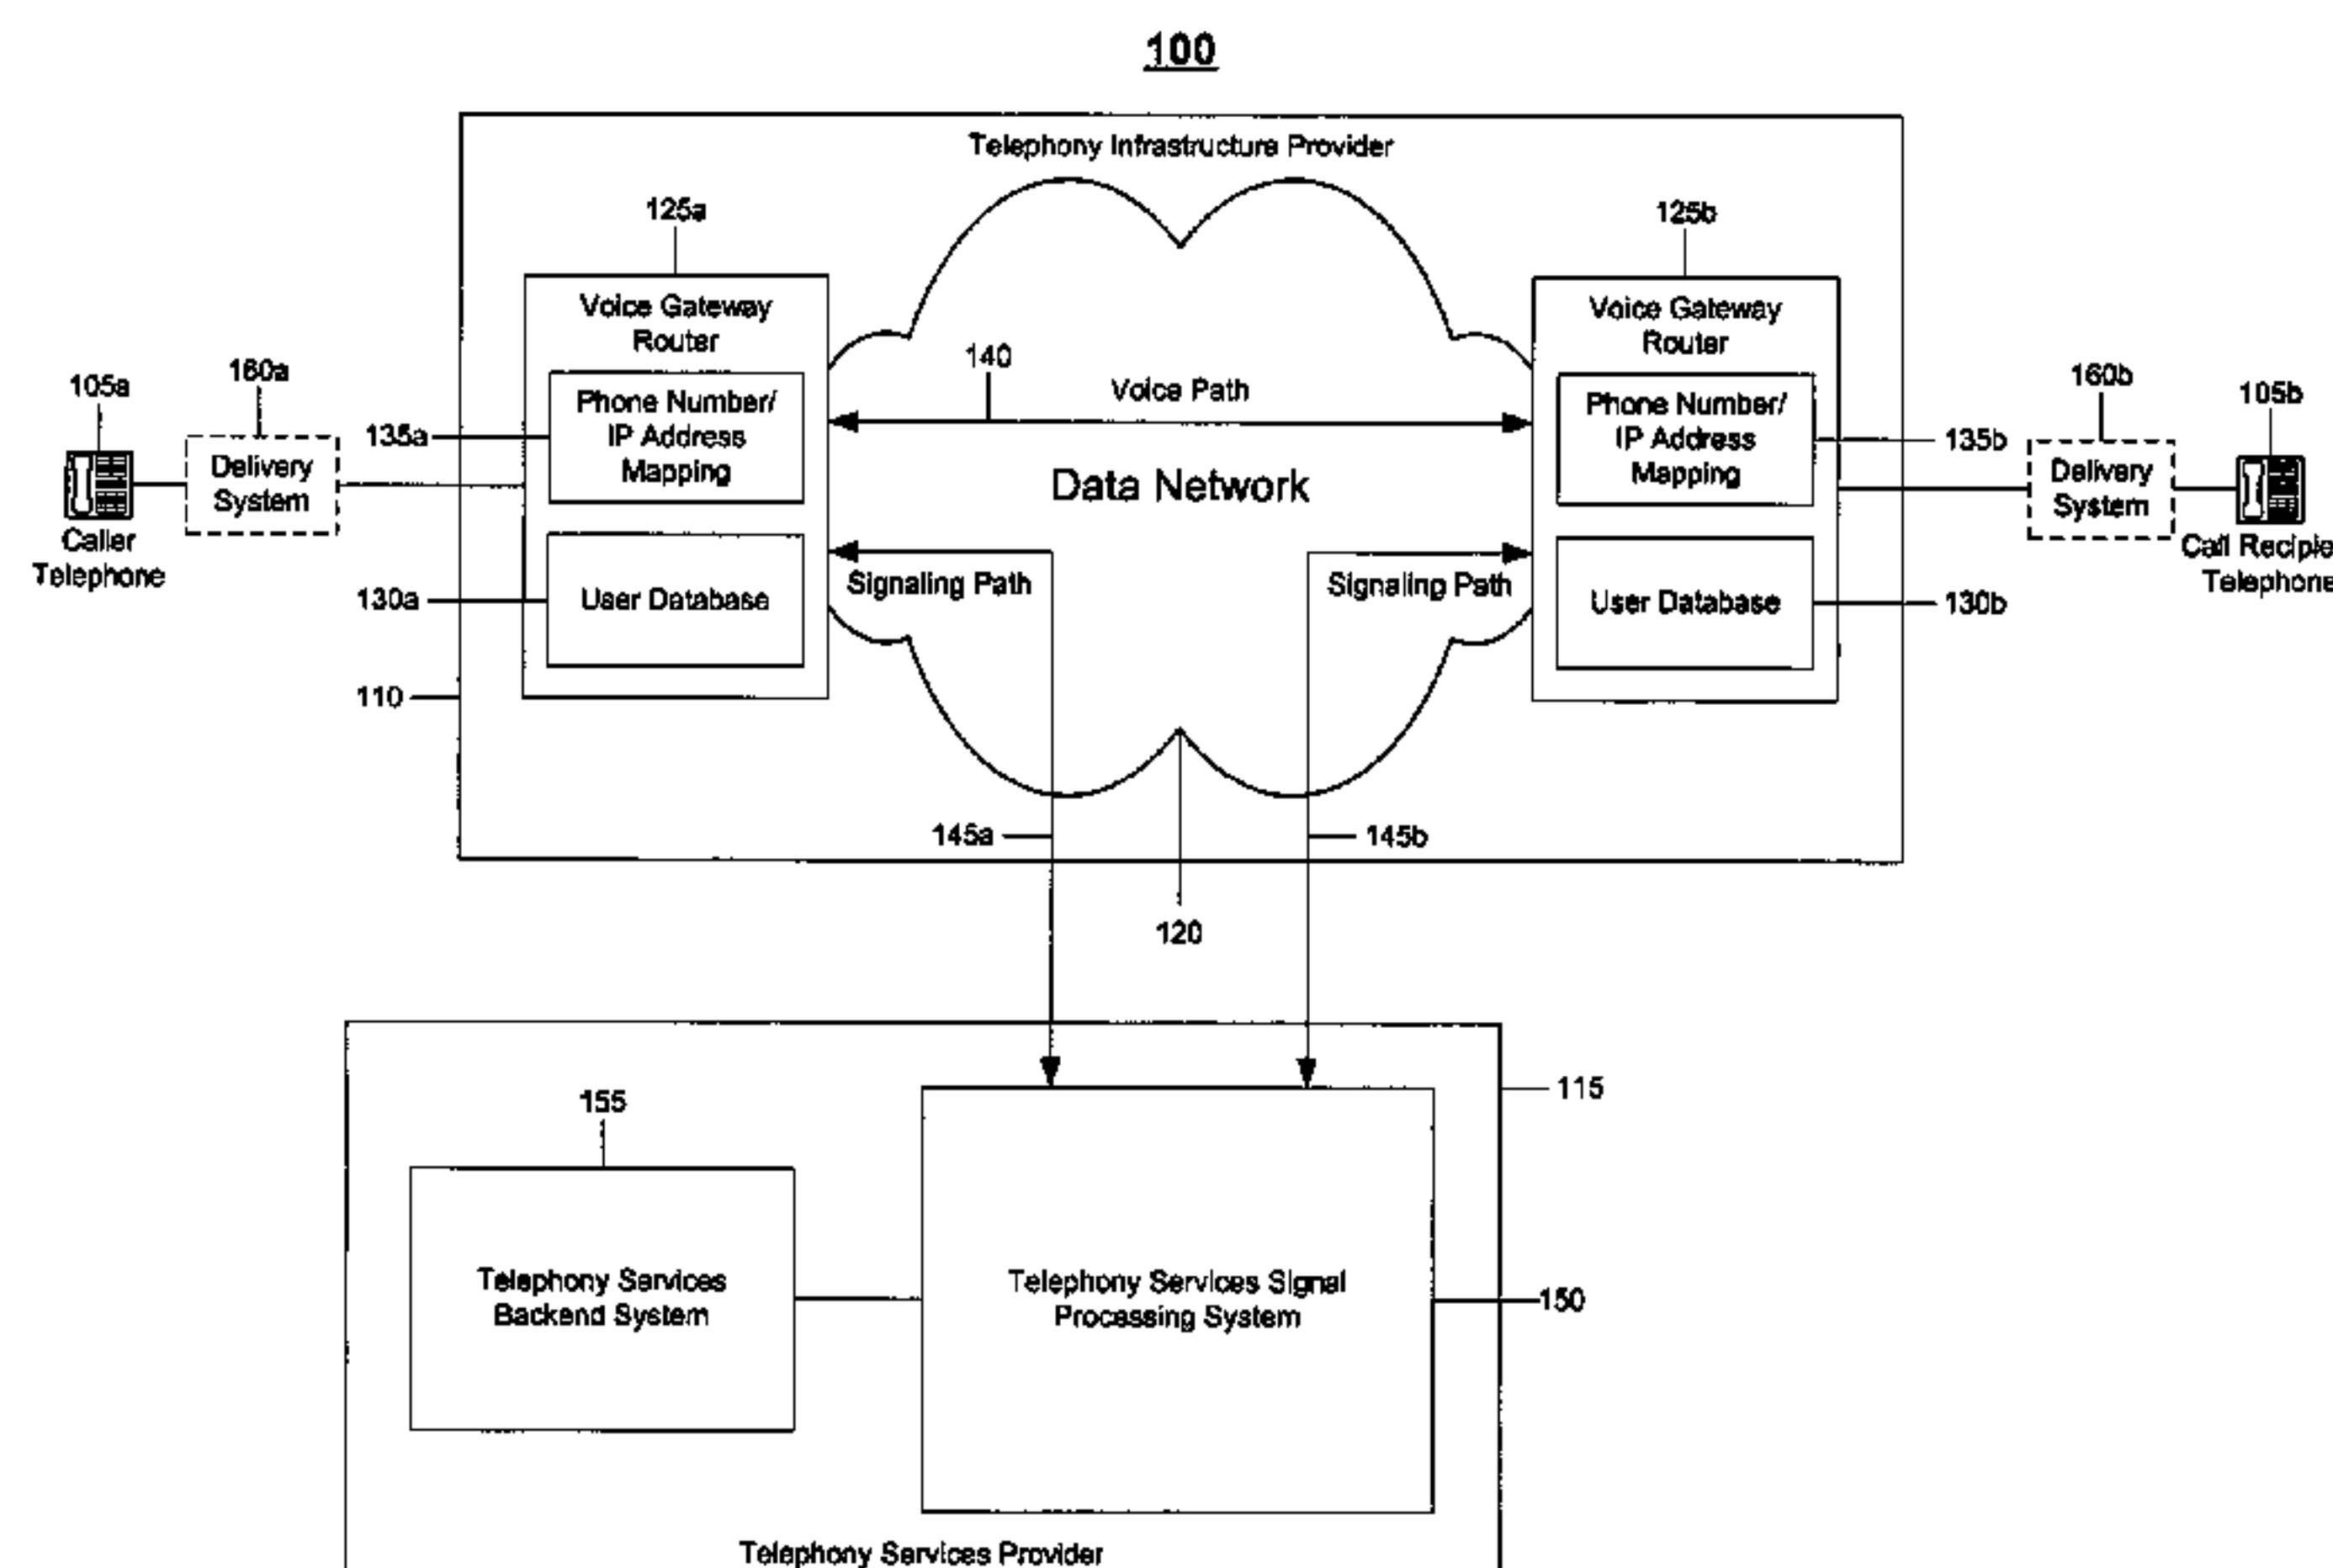 100
Telephony Infrastructure Provider
125a
125b
Voice Gateway
Router
Voice Gateway
Router
140
Voice Path
105a
160a
160b
105b
Phone Number/
IP Address
Mapping
Phone Number/
IP Address
Mapping
135a
135b
Delivery
System
Data Network
Delivery
System
Caller
Telephone
Call Recipie
Telephone
Signaling Path
Signaling Path
130a
User Database
User Database
130b
110
145a
145b
120
115
155
Telephony Services
Backend System
Telephony Services Signal
Processing System
150
Telephony Services Provider